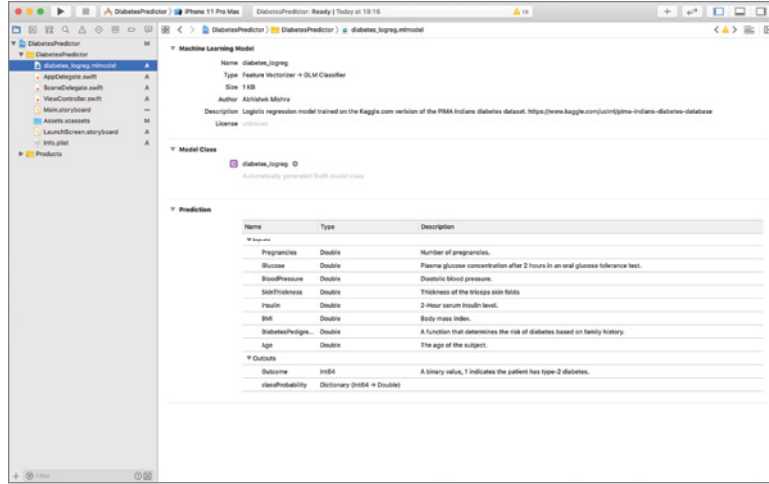 DiabetesPredictor iPhone 11 Pro Max DiabetesPredictor: Ready | Today at 19:16 16
DiabetesPredictor DiabetesPredictor diabetes_logreg.mlmodel
DiabetesPredictor M
DiabetesPredictor
diabetes_logreg.mlmodel A
AppDelegate.swift A
SceneDelegate.swift A
ViewController.swift A
Main.storyboard
Assets.xcassets M
LaunchScreen.storyboard A
Info.plist A
Products
Machine Learning Model
Name diabetes_logreg
Type Feature Vectorizer → GLM Classifier
Size 1 KB
Author Abhishek Mishra
Description Logistic regression model trained on the Kaggle.com version of the PIMA Indians diabetes dataset. https://www.kaggle.com/uciml/pima-indians-diabetes-database
License unknown
Model Class
C diabetes_logreg
Automatically generated Swift model class
Prediction
Name Type Description
Inputs
Pregnancies Double Number of pregnancies.
Glucose Double Plasma glucose concentration after 2 hours in an oral glucose tolerance test.
BloodPressure Double Diastolic blood pressure.
SkinThickness Double Thickness of the triceps skin folds
Insulin Double 2-Hour serum insulin level.
BMI Double Body mass index.
DiabetesPedigre... Double A function that determines the risk of diabetes based on family history.
Age Double The age of the subject.
Outputs
Outcome Int64 A binary value, 1 indicates the patient has type-2 diabetes.
classProbability Dictionary (Int64 → Double)
Filter